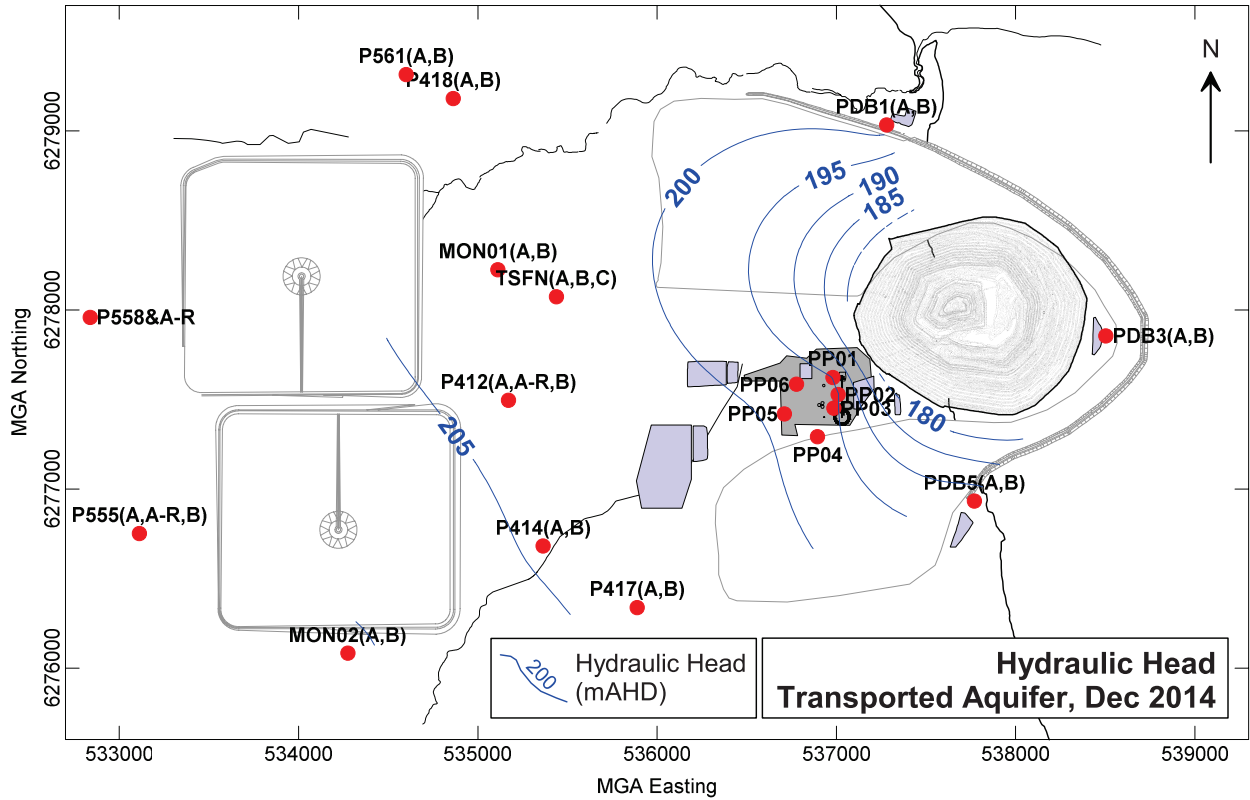 N
P561(A,B)
P418(A,B)
PDB1(A,B)
6279000
200
195
190
185
MON01(A,B)
TSFN(A,B,C)
6278000
P558&A-R
PDB3(A,B)
PP01
P412(A,A-R,B)
PP06
PP02
PP05
PP03
180
205
PP04
MGA Northing
6277000
PDB5(A,B)
P555(A,A-R,B)
P414(A,B)
P417(A,B)
MON02(A,B)
6276000
200
Hydraulic Head
(mAHD)
Hydraulic Head
Transported Aquifer, Dec 2014
533000
534000
535000
536000
537000
538000
539000
MGA Easting